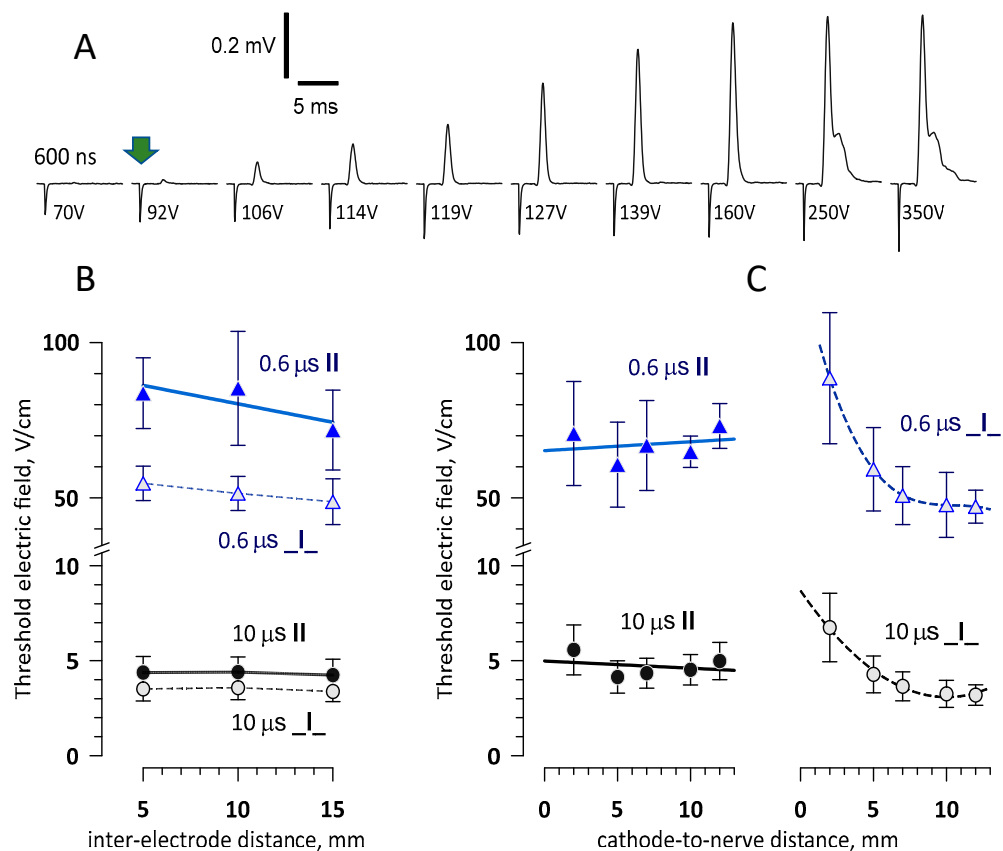 A
0.2 mV
5 ms
600 ns
70V 92V 106V 114V 119V 127V 139V 160V 250V 350V
B
C
Threshold electric field, V/cm
100
50
10
5
0
0.6 μs II
0.6 μs _I_
10 μs II
10 μs _I_
5 10 15
inter-electrode distance, mm
Threshold electric field, V/cm
100
50
10
5
0
0.6 μs II
0.6 μs _I_
10 μs II
10 μs _I_
0 5 10
0 5 10
cathode-to-nerve distance, mm